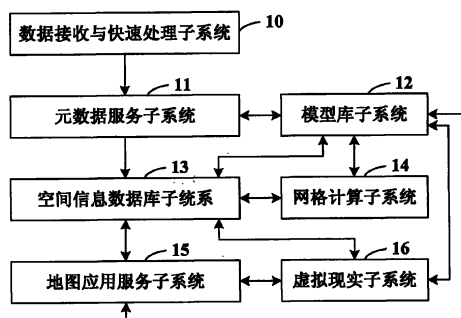 数据接收与快速处理子系统
10
11
12
元数据服务子系统
模型库子系统
13
14
空间信息数据库子统系
网格计算子系统
15
16
地图应用服务子系统
虚拟现实子系统